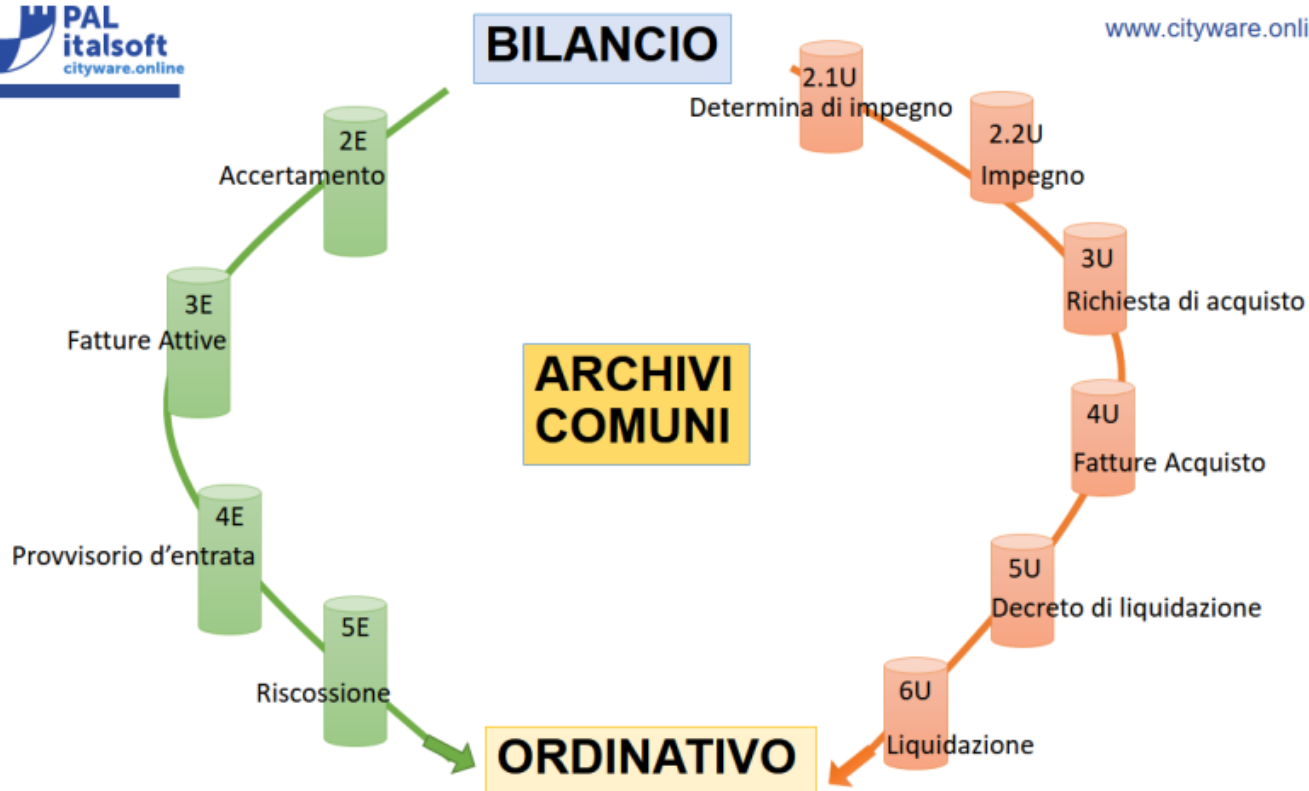 PAL
italsoft
cityware.online
BILANCIO
www.cityware.onli
2.1U
Determina di impegno
2.2U
Impegno
2E
Accertamento
3U
Richiesta di acquisto
3E
Fatture Attive
ARCHIVI
COMUNI
4U
Fatture Acquisto
4E
Provvisorio d’entrata
5U
Decreto di liquidazione
5E
Riscossione
6U
Liquidazione
ORDINATIVO